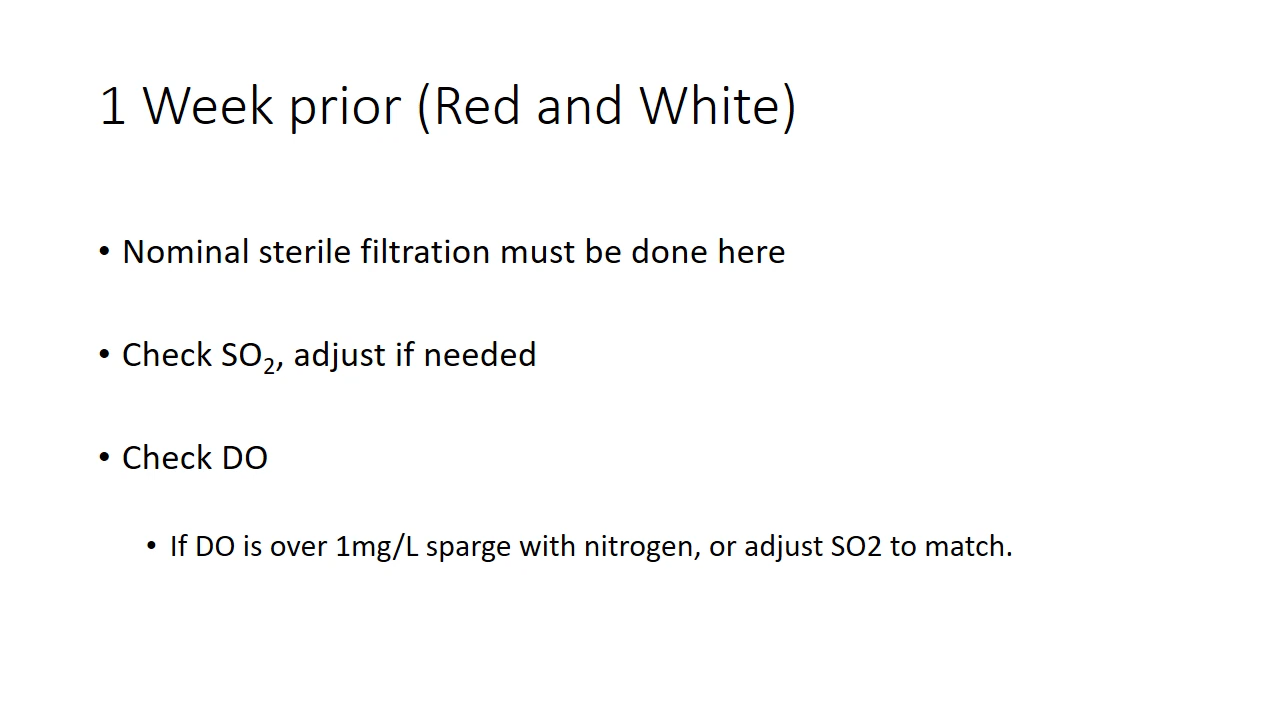 1 Week prior (Red and White)
• Nominal sterile filtration must be done here
• Check SO₂, adjust if needed
• Check DO
• If DO is over 1mg/L sparge with nitrogen, or adjust SO2 to match.